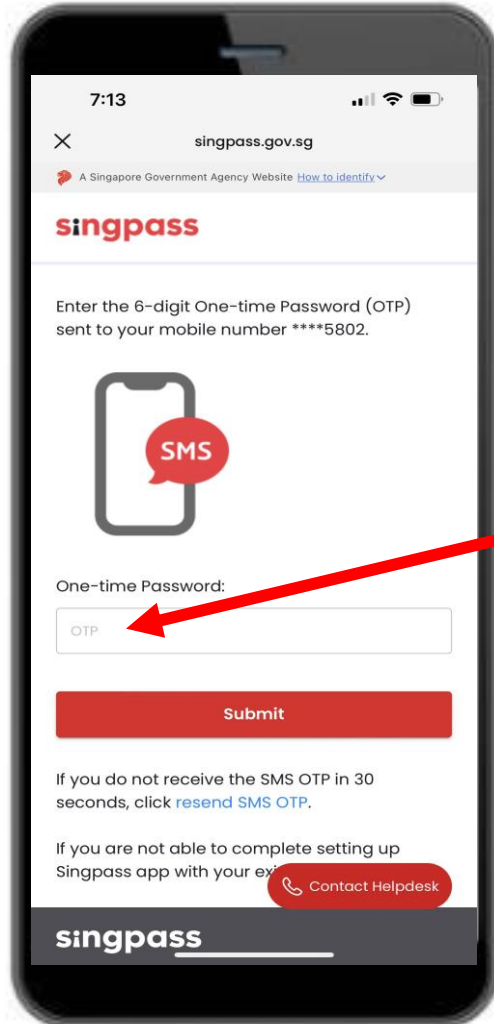 7:13
singpass.gov.sg
A Singapore Government Agency Website How to identify
singpass
Enter the 6-digit One-time Password (OTP)
sent to your mobile number ****5802.
SMS
One-time Password:
OTP
Submit
If you do not receive the SMS OTP in 30
seconds, click resend SMS OTP.
If you are not able to complete setting up
Singpass app with your
Contact Helpdesk
singpass